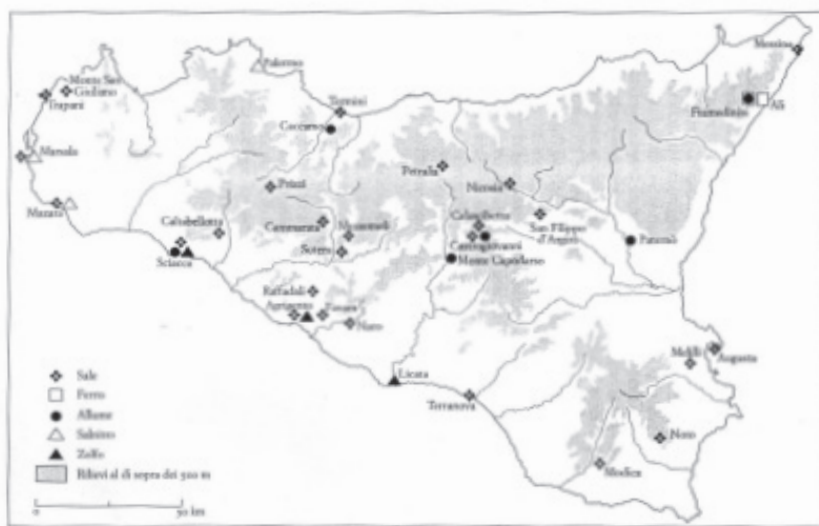 Messina
Palermo
Monte San
Giuliano
Trapani
Fiumedinisi
Alì
Termini
Caccamo
Marsala
Petralia
Prizzi
Nicosia
Mazara
Caltabellotta
Cammarata
Mussomeli
Calascibetta
San Filippo
d'Argirò
Sutera
Castrogiovanni
Paternò
Sciacca
Monte Capodarso
Raffadali
Agrigento
Favara
Naro
Melilli
Augusta
Licata
Terranova
Noto
Modica
Sale
Ferro
Allume
Salnitro
Zolfo
Rilievi al di sopra dei 500 m
0
50 km